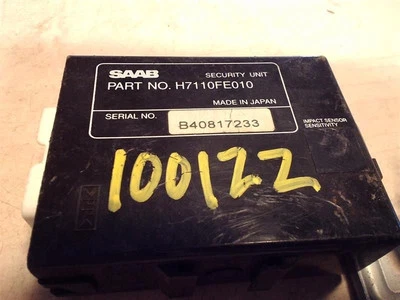 SAAB SECURITY UNIT
PART NO. H7110FE010
MADE IN JAPAN
SERIAL NO. B40817233
IMPACT SENSOR
SENSITIVITY
100122